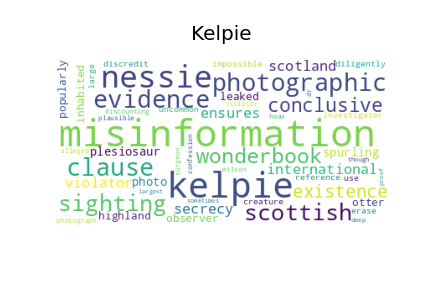 Kelpie
discredit impossible scotland diligently
popularly inhabited large nessie photographic
evidence leaked conclusive
discounting uncommon ensures dr investigator
plausible sculptor hoax
misinformation
alleged plesiosaur surgeon confession wonderbook spurling though
clause wilson international
violator photo kelpie reference use proof
largest existence
sighting sometimes creature otter
highland secrecy scottish erase
photograph observer deep